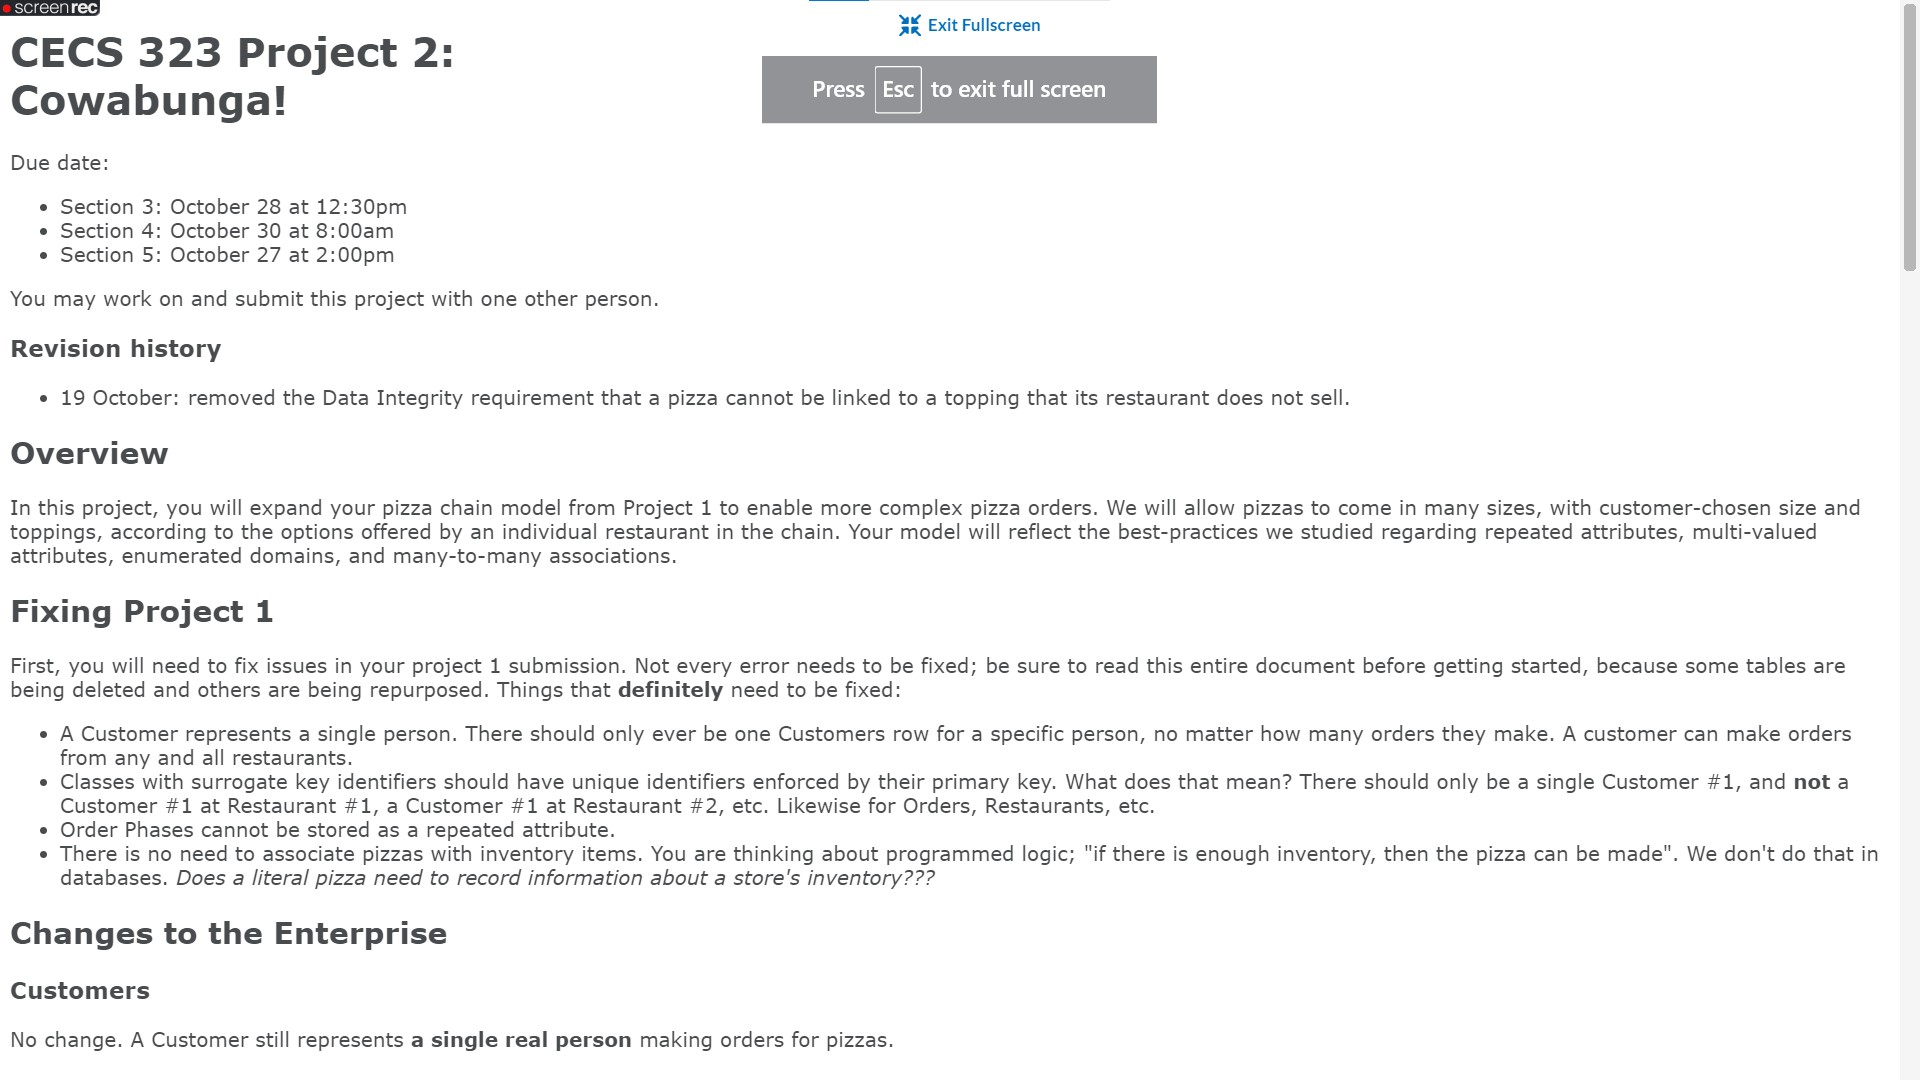 screenrec
Exit Fullscreen
Press Esc to exit full screen
CECS 323 Project 2:
Cowabunga!
Due date:
• Section 3: October 28 at 12:30pm
• Section 4: October 30 at 8:00am
• Section 5: October 27 at 2:00pm
You may work on and submit this project with one other person.
Revision history
• 19 October: removed the Data Integrity requirement that a pizza cannot be linked to a topping that its restaurant does not sell.
Overview
In this project, you will expand your pizza chain model from Project 1 to enable more complex pizza orders. We will allow pizzas to come in many sizes, with customer-chosen size and
toppings, according to the options offered by an individual restaurant in the chain. Your model will reflect the best-practices we studied regarding repeated attributes, multi-valued
attributes, enumerated domains, and many-to-many associations.
Fixing Project 1
First, you will need to fix issues in your project 1 submission. Not every error needs to be fixed; be sure to read this entire document before getting started, because some tables are
being deleted and others are being repurposed. Things that definitely need to be fixed:
• A Customer represents a single person. There should only ever be one Customers row for a specific person, no matter how many orders they make. A customer can make orders
from any and all restaurants.
• Classes with surrogate key identifiers should have unique identifiers enforced by their primary key. What does that mean? There should only be a single Customer #1, and not a
Customer #1 at Restaurant #1, a Customer #1 at Restaurant #2, etc. Likewise for Orders, Restaurants, etc.
• Order Phases cannot be stored as a repeated attribute.
• There is no need to associate pizzas with inventory items. You are thinking about programmed logic; "if there is enough inventory, then the pizza can be made". We don't do that in
databases. Does a literal pizza need to record information about a store's inventory???
Changes to the Enterprise
Customers
No change. A Customer still represents a single real person making orders for pizzas.